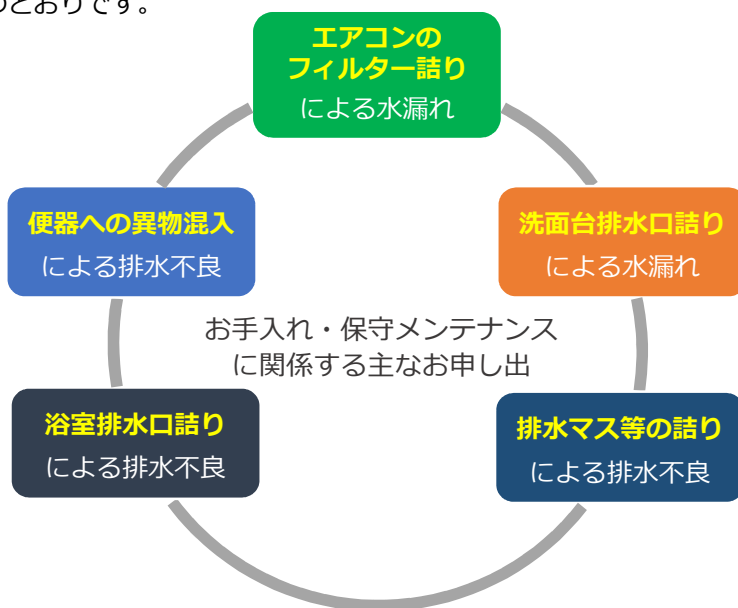 のとおりです。
エアコンの
フィルター詰り
による水漏れ
便器への異物混入
による排水不良
洗面台排水口詰り
による水漏れ
お手入れ・保守メンテナンス
に関係する主なお申し出
浴室排水口詰り
による排水不良
排水マス等の詰り
による排水不良